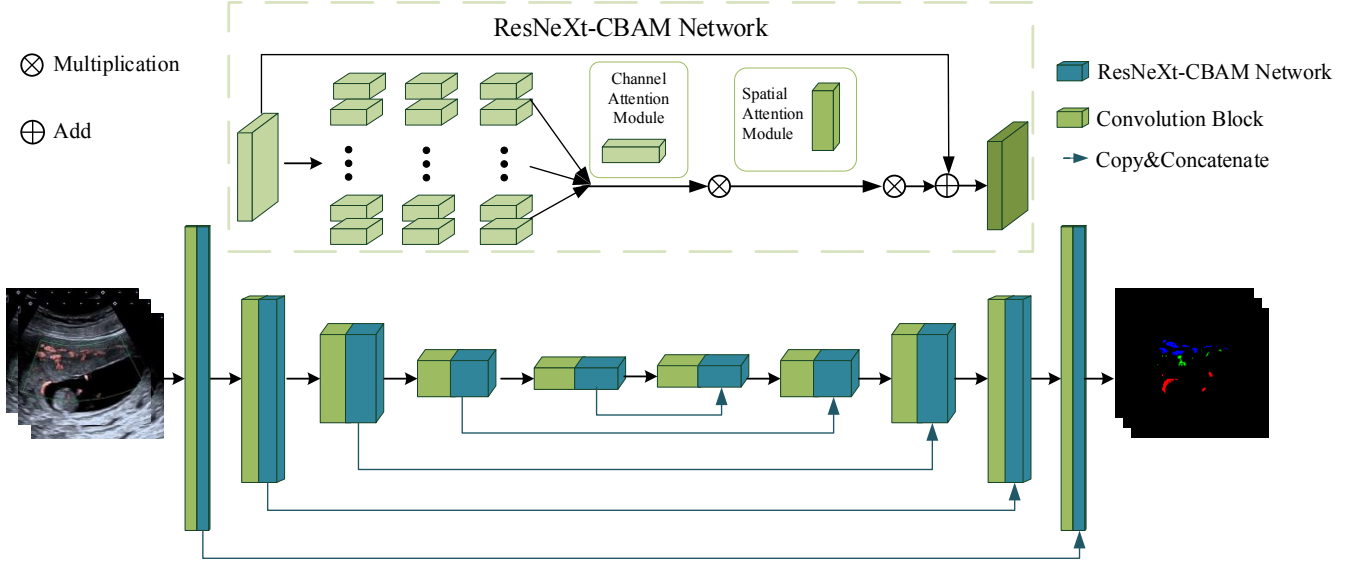 ResNeXt-CBAM Network
Multiplication
Add
Channel
Attention
Module
Spatial
Attention
Module
ResNeXt-CBAM Network
Convolution Block
Copy&Concatenate